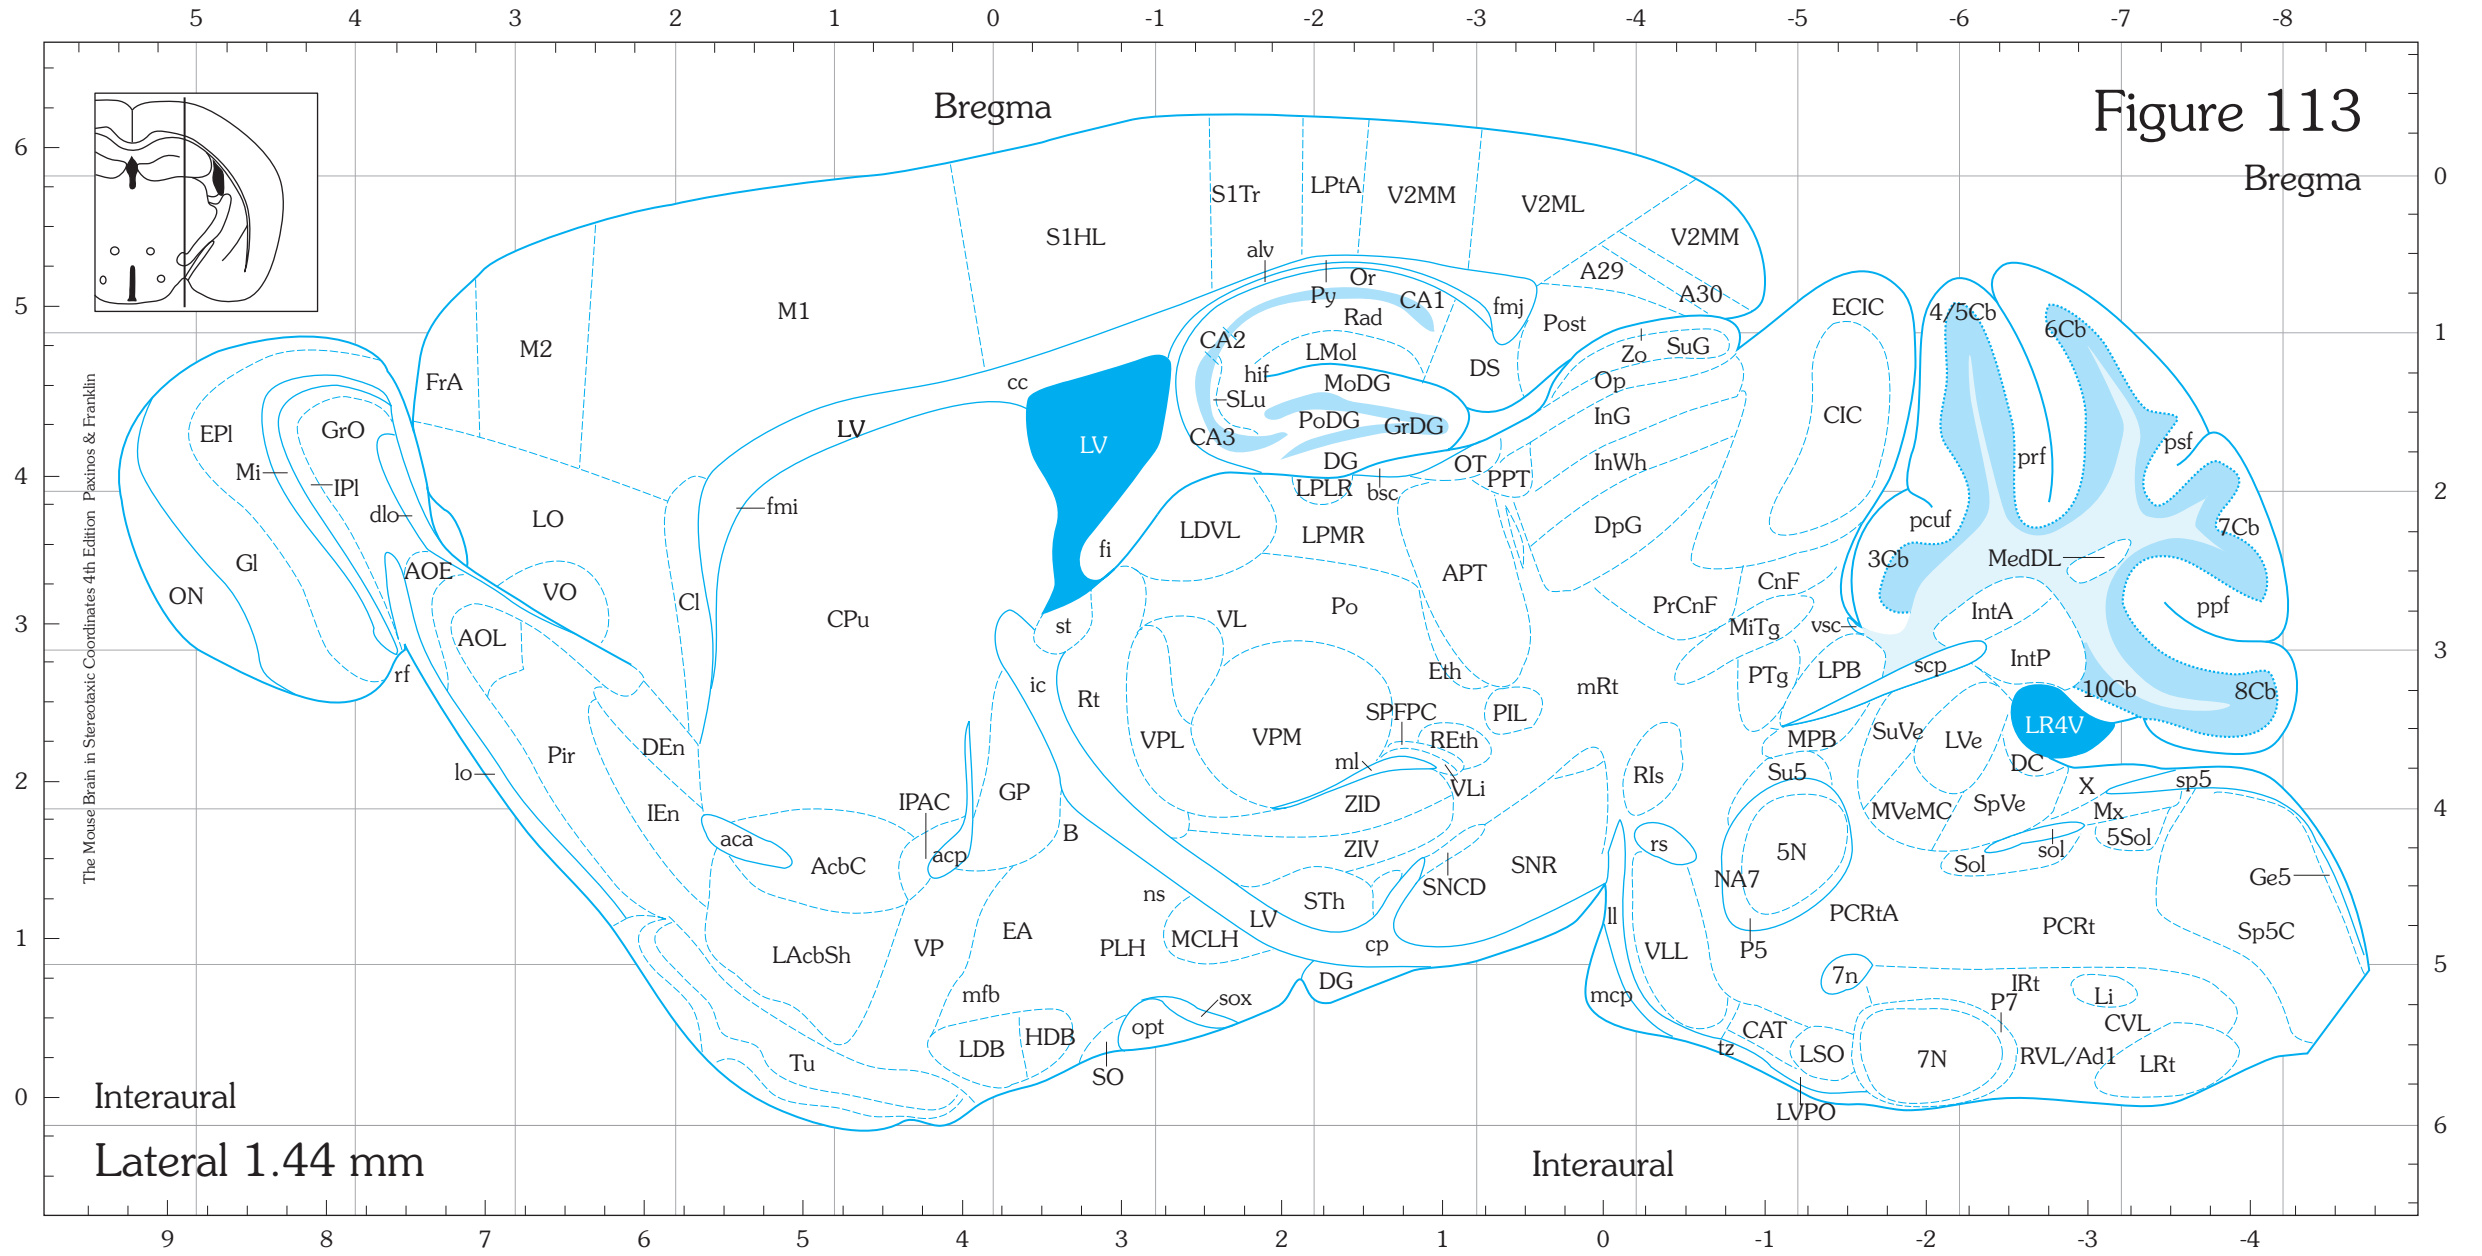 5 4 3 2 1 0 -1 -2 -3 -4 -5 -6 -7 -8
Bregma
Figure 113
Bregma
6
5
4
3
2
1
0
0
1
2
3
4
5
6
The Mouse Brain in Stereotaxic Coordinates 4th Edition Paxinos & Franklin
S1Tr LPtA V2MM V2ML
S1HL V2MM
alv
Or A29
Py CA1 fmj A30
M1 ECIC 4/5Cb
Rad Post 6Cb
M2 CA2 LMol Zo SuG
FrA cc hif MoDG DS Op
SLu
EPl GrO LV LV PoDG GrDG InG CIC
CA3 psf
Mi IPl DG OT InWh prf
LPLR bsc PPT
dlo fmi
LO LDVL LPMR DpG pcuf 7Cb
fi
Gl AOE APT 3Cb MedDL
ON VO CnF
Cl Po PrCnF IntA ppf
CPu VL MiTg vsc
AOL st
rf ic Eth PTg LPB scp IntP
Rt mRt 10Cb 8Cb
SPFPC PIL
VPL VPM REth MPB SuVe LVe LR4V
Pir DEn ml DC
lo RIs Su5
GP VLi X sp5
IEn IPAC ZID MVeMC SpVe Mx
aca B 5Sol
acp ZIV rs 5N sol
AcbC SNR Sol
SNCD NA7 Ge5
ns STh
LV ll PCRtA PCRt
EA MCLH Sp5C
LAcbSh VP PLH cp VLL P5
DG 7n
mfb sox mcp IRt Li
P7
opt CAT CVL
LDB HDB tz LSO 7N RVL/Ad1 LRt
Tu SO
LVPO
Interaural
Lateral 1.44 mm
Interaural
9 8 7 6 5 4 3 2 1 0 -1 -2 -3 -4